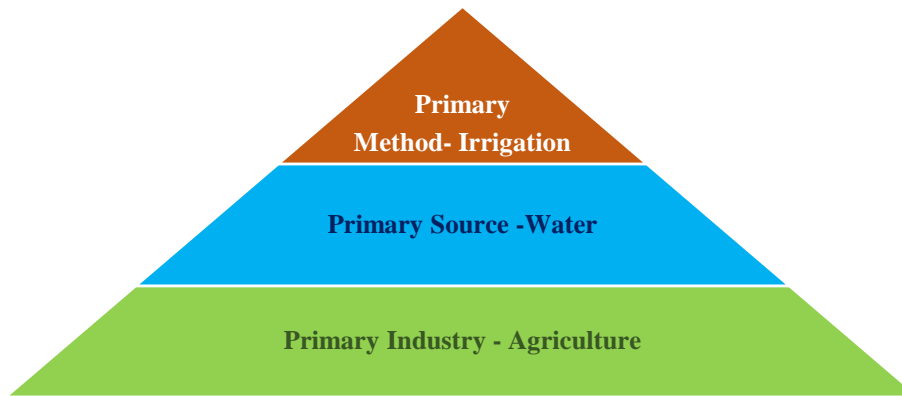 Primary
Method- Irrigation
Primary Source -Water
Primary Industry - Agriculture